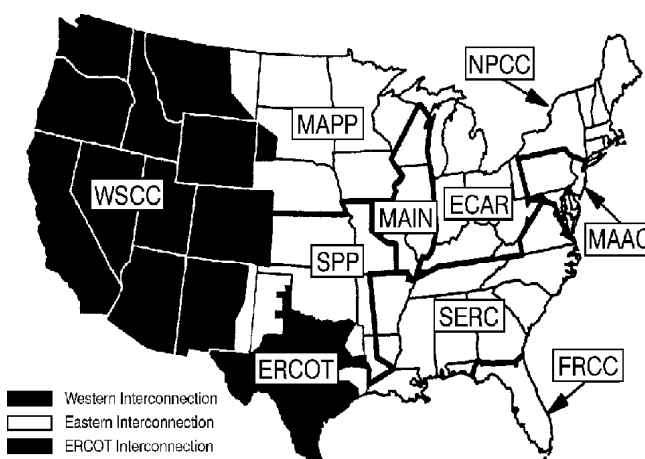 NPCC
MAPP
WSCC
MAIN
ECAR
MAAC
SPP
SERC
ERCOT
FRCC
Western Interconnection
Eastern Interconnection
ERCOT Interconnection